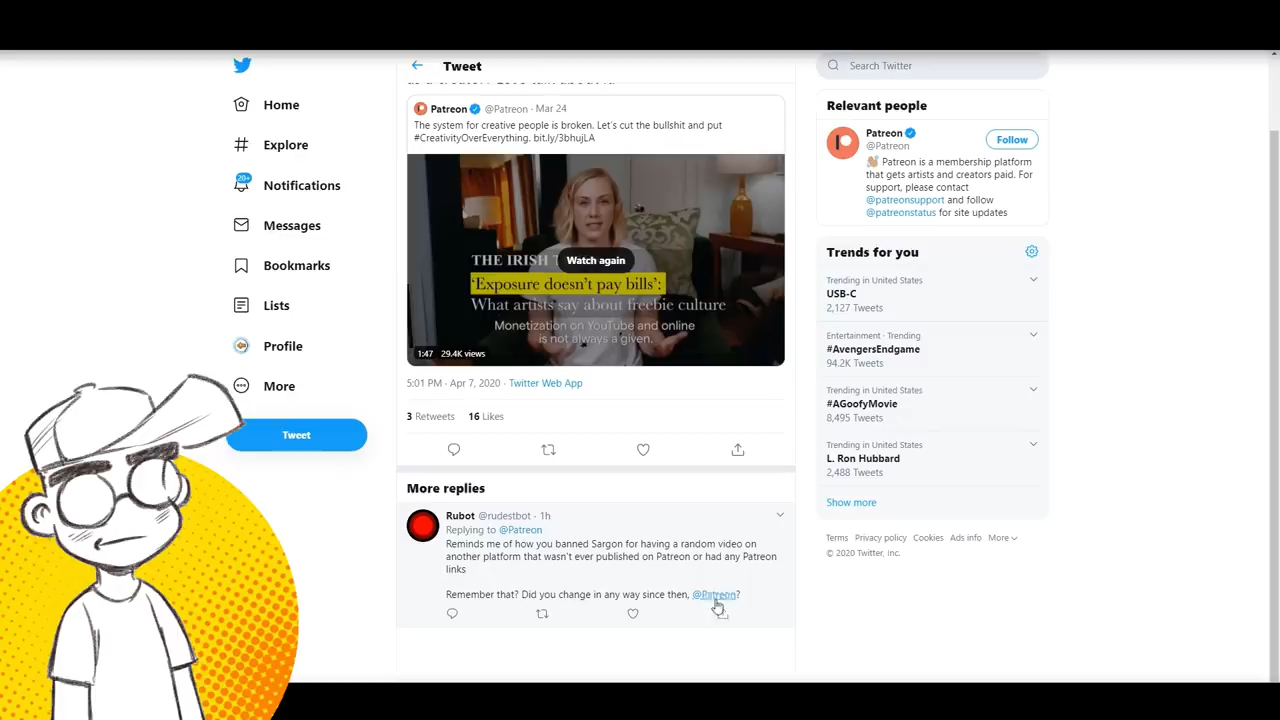 Home
Explore
20+
Notifications
Messages
Bookmarks
Lists
Profile
More
Tweet
Tweet
Patreon @Patreon · Mar 24
The system for creative people is broken. Let's cut the bullshit and put
#CreativityOverEverything. bit.ly/3bhujLA
THE IRISH
Watch again
'Exposure doesn't pay bills':
What artists say about freebie culture
Monetization on YouTube and online
is not always a given.
1:47 29.4K views
5:01 PM · Apr 7, 2020 · Twitter Web App
3 Retweets 16 Likes
More replies
Rubot @rudestbot · 1h
Replying to @Patreon
Reminds me of how you banned Sargon for having a random video on
another platform that wasn't ever published on Patreon or had any Patreon
links
Remember that? Did you change in any way since then, @Patreon?
Search Twitter
Relevant people
Patreon
@Patreon
Follow
Patreon is a membership platform
that gets artists and creators paid. For
support, please contact
@patreonsupport and follow
@patreonstatus for site updates
Trends for you
Trending in United States
USB-C
2,127 Tweets
Entertainment · Trending
#AvengersEndgame
94.2K Tweets
Trending in United States
#AGoofyMovie
8,495 Tweets
Trending in United States
L. Ron Hubbard
2,488 Tweets
Show more
Terms Privacy policy Cookies Ads info More
© 2020 Twitter, Inc.